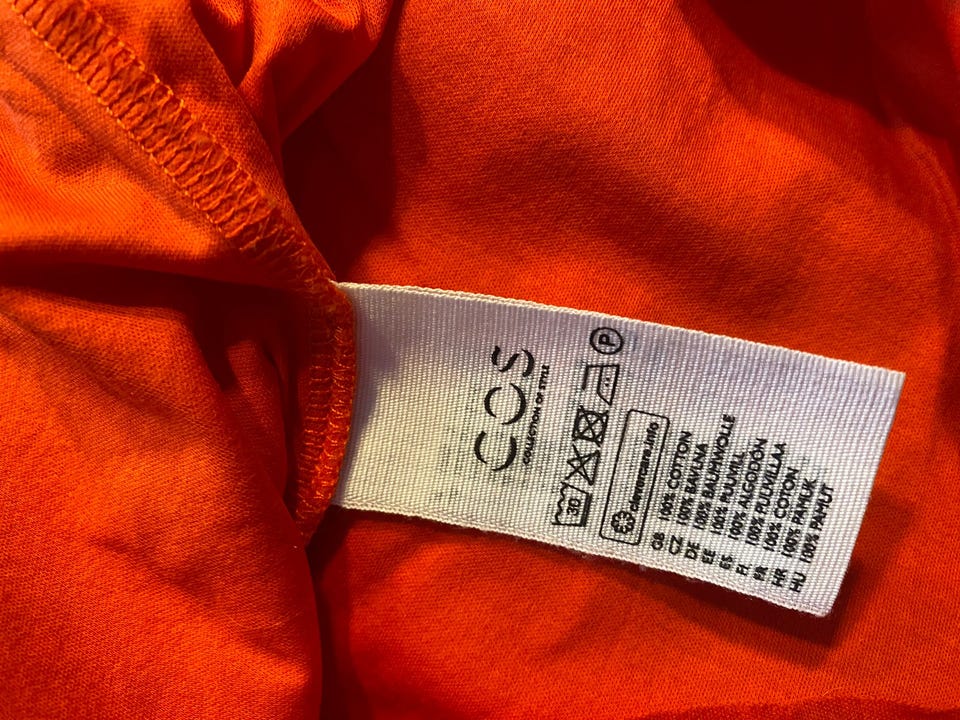 COS
COLLECTION OF STYLE
30
P
clevercare.info
GB 100% COTTON
CZ 100% BAVLNA
DE 100% BAUMWOLLE
EE 100% PUUVILL
ES 100% ALGODÓN
FI 100% PUUVILLAA
FR 100% COTON
HR 100% PAMUK
HU 100% PAMUT